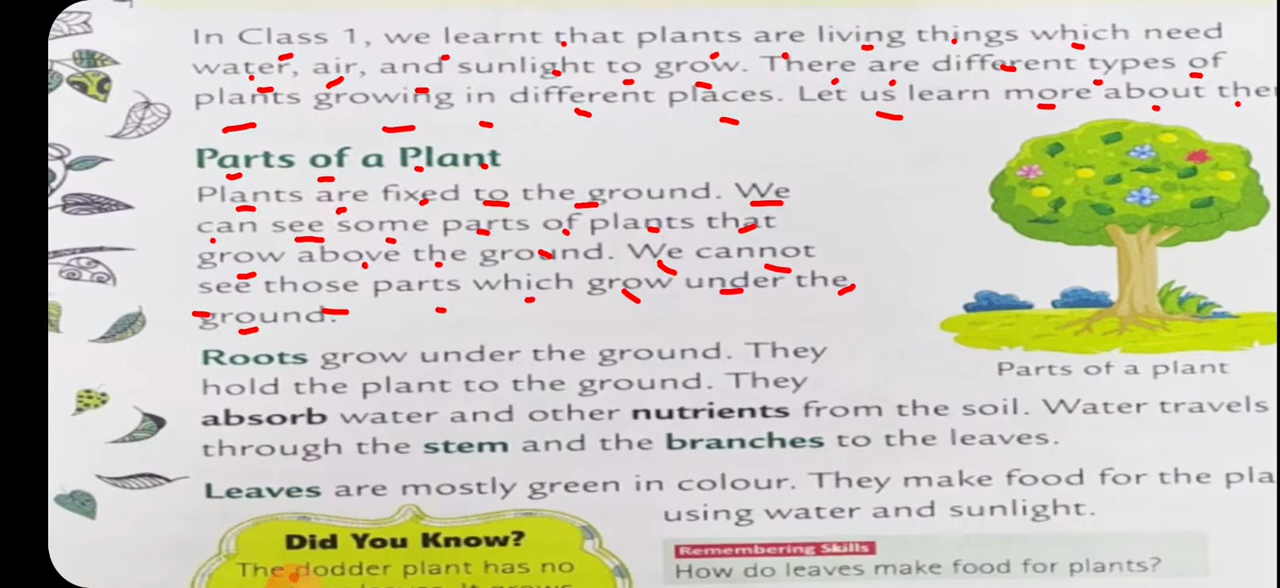 In Class 1, we learnt that plants are living things which need
water, air, and sunlight to grow. There are different types of
plants growing in different places. Let us learn more about
Parts of a Plant
Plants are fixed to the ground. We
can see some parts of plants that
grow above the ground. We cannot
see those parts which grow under the
ground.
Parts of a plant
Roots grow under the ground. They
hold the plant to the ground. They
absorb water and other nutrients from the soil. Water travels
through the stem and the branches to the leaves.
Leaves are mostly green in colour. They make food for the
using water and sunlight.
Did You Know?
The dodder plant has no
Remembering Skills
How do leaves make food for plants?